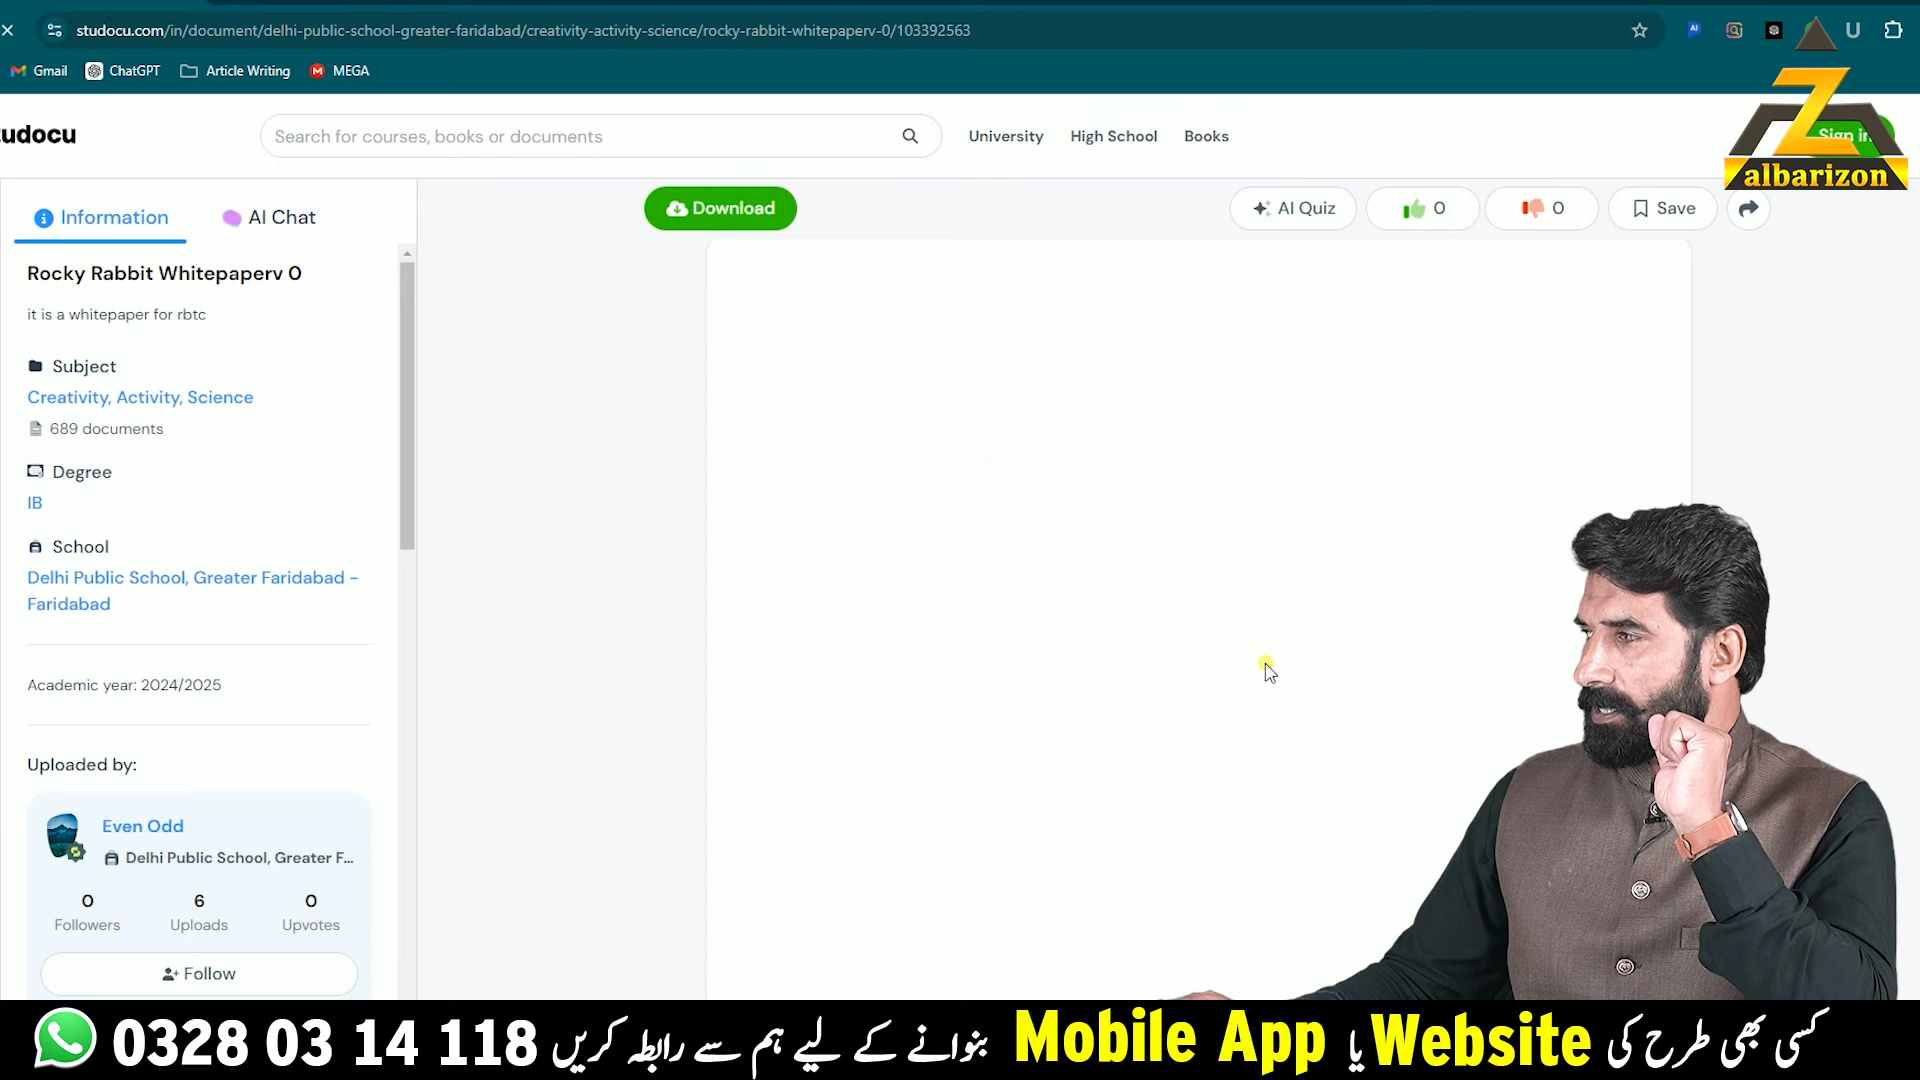 studocu.com/in/document/delhi-public-school-greater-faridabad/creativity-activity-science/rocky-rabbit-whitepaperv-0/103392563
Gmail ChatGPT Article Writing MEGA
tudocu
Search for courses, books or documents
University High School Books
Sign in
albarizon
Information AI Chat
Download
AI Quiz 0 0 Save
Rocky Rabbit Whitepaperv 0
it is a whitepaper for rbtc
Subject
Creativity, Activity, Science
689 documents
Degree
IB
School
Delhi Public School, Greater Faridabad -
Faridabad
Academic year: 2024/2025
Uploaded by:
Even Odd
Delhi Public School, Greater F...
0 6 0
Followers Uploads Upvotes
Follow
کسی بھی طرح کی Website یا Mobile App بنوانے کے لیے ہم سے رابطہ کریں 0328 03 14 118